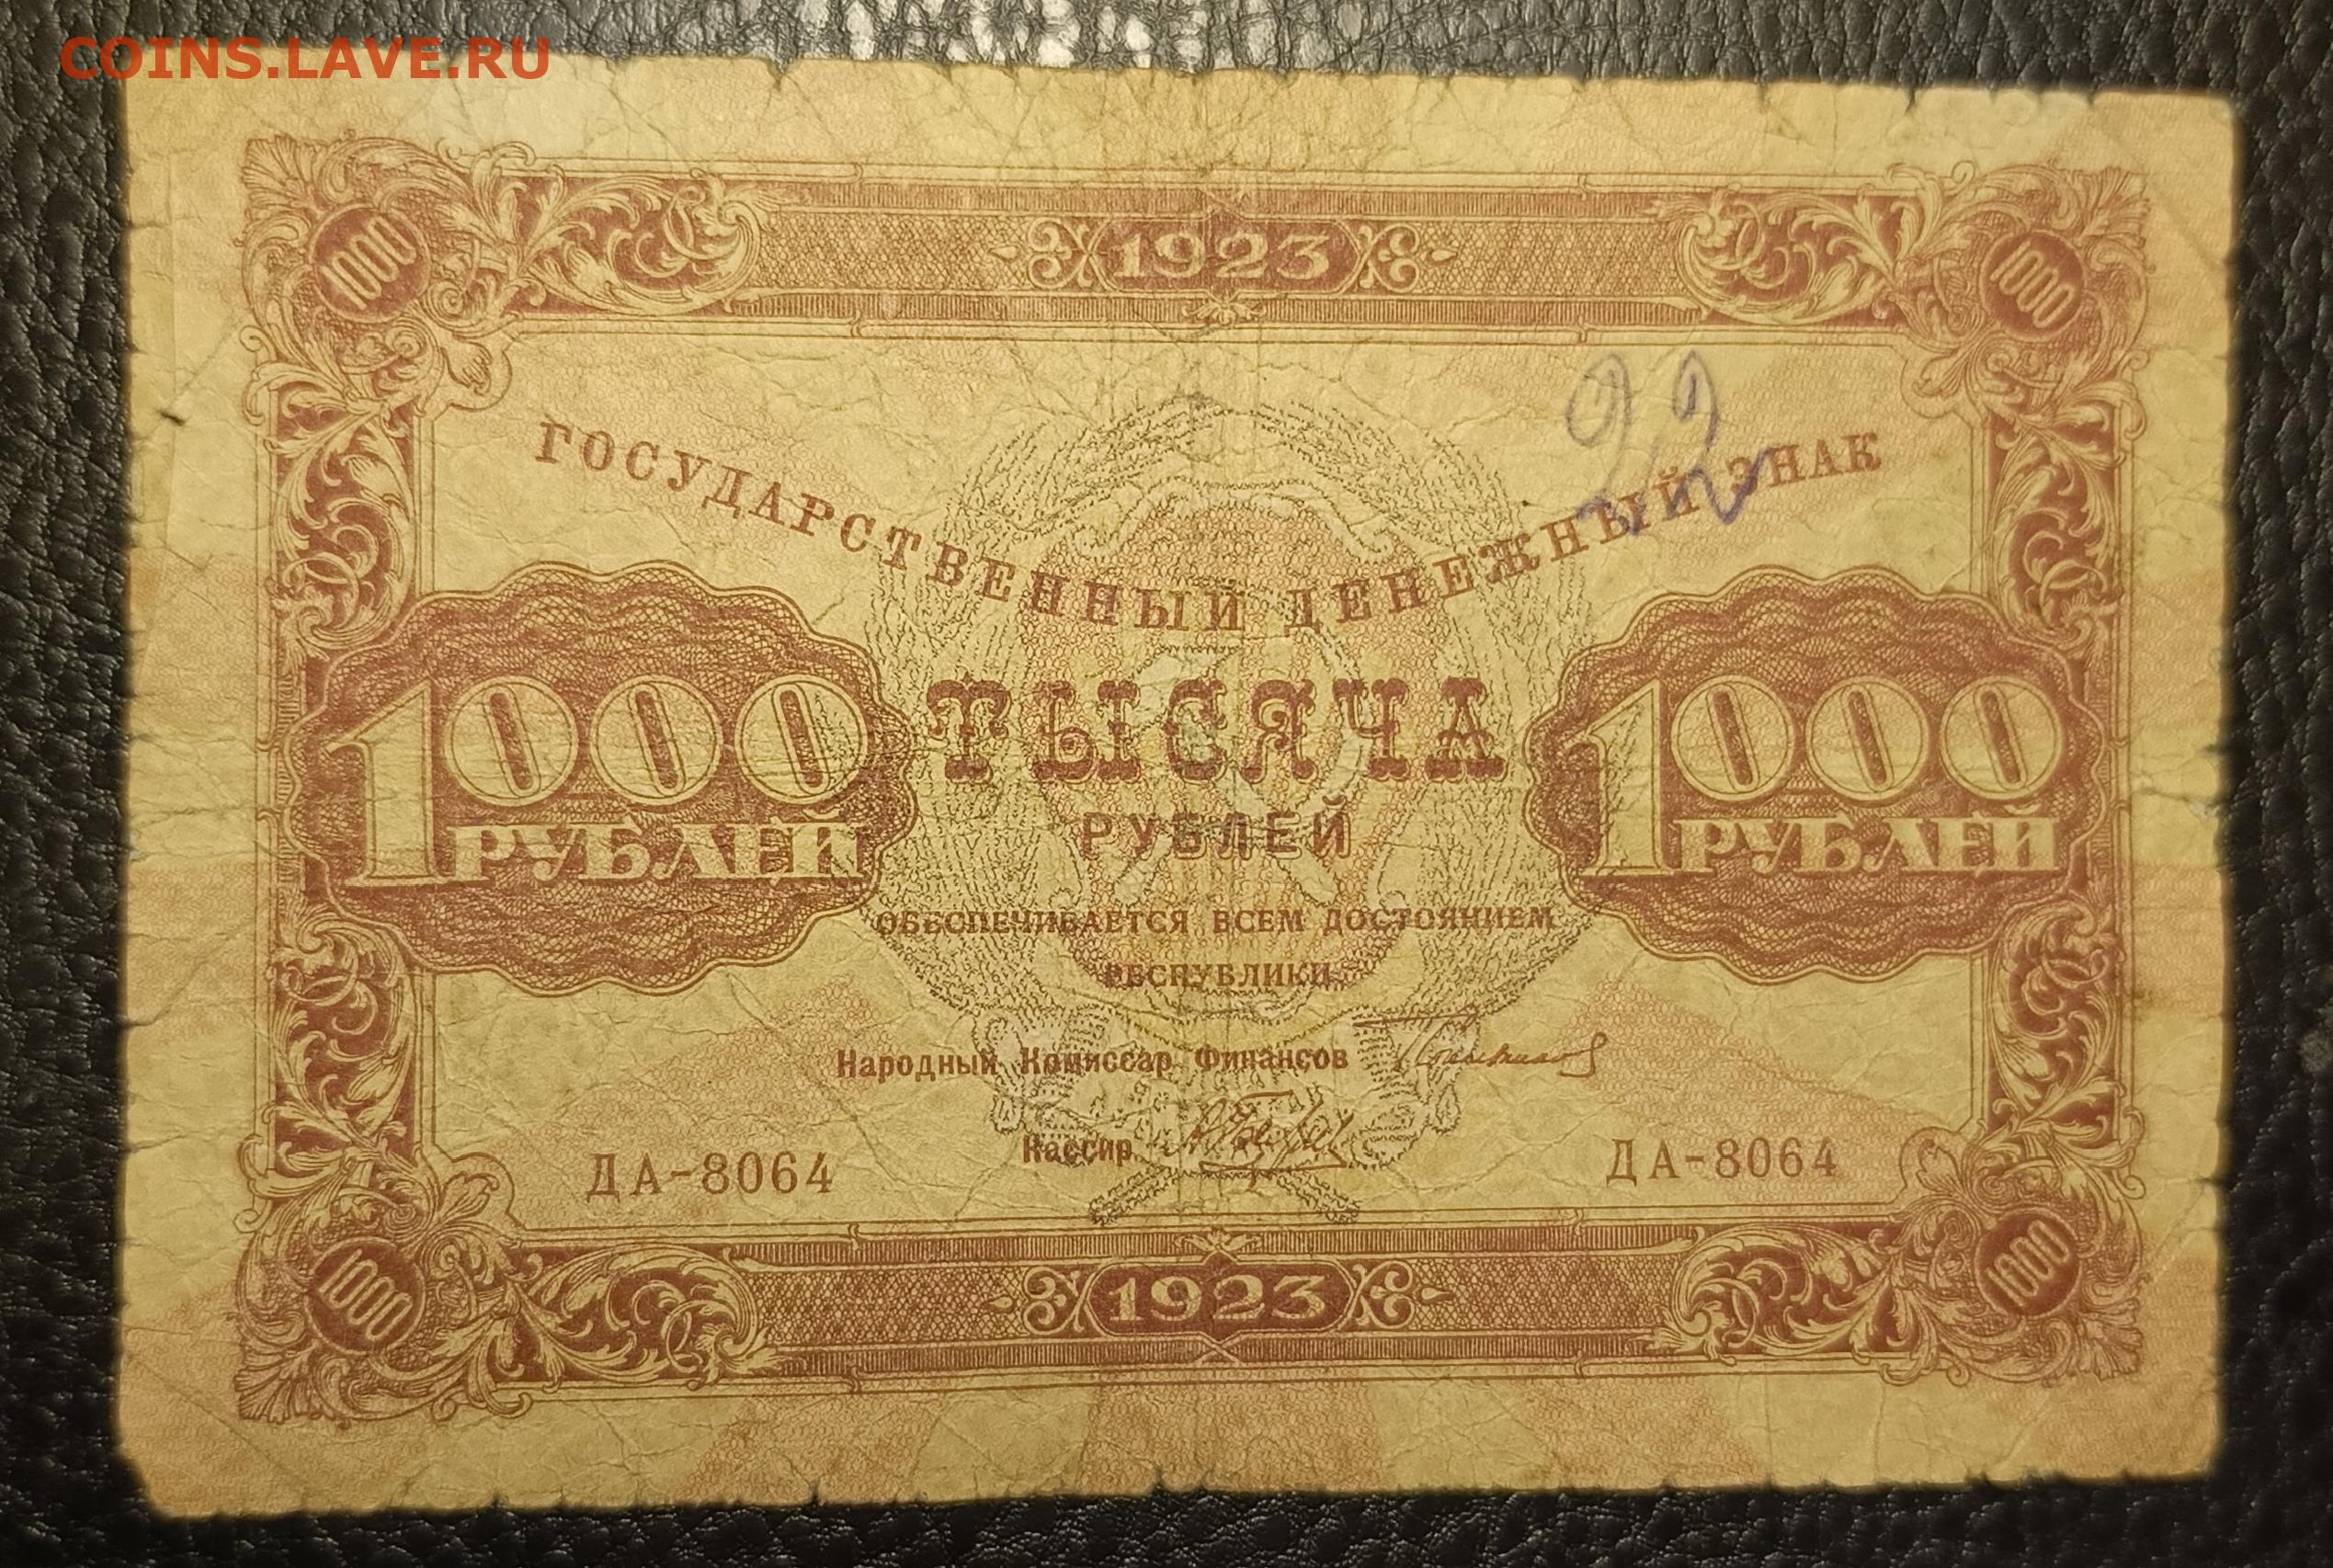 COINS.LAVE.RU
1000 1923 1000
22
ГОСУДАРСТВЕННЫЙ ДЕНЕЖНЫЙ ЗНАК
1000 РУБЛЕЙ
ТЫСЯЧА
РУБЛЕЙ
1000 РУБЛЕЙ
ОБЕСПЕЧИВАЕТСЯ ВСЕМ ДОСТОЯНИЕМ
РЕСПУБЛИКИ
Народный Комиссар Финансов
Кассир
ДА-8064 ДА-8064
1000 1923 1000